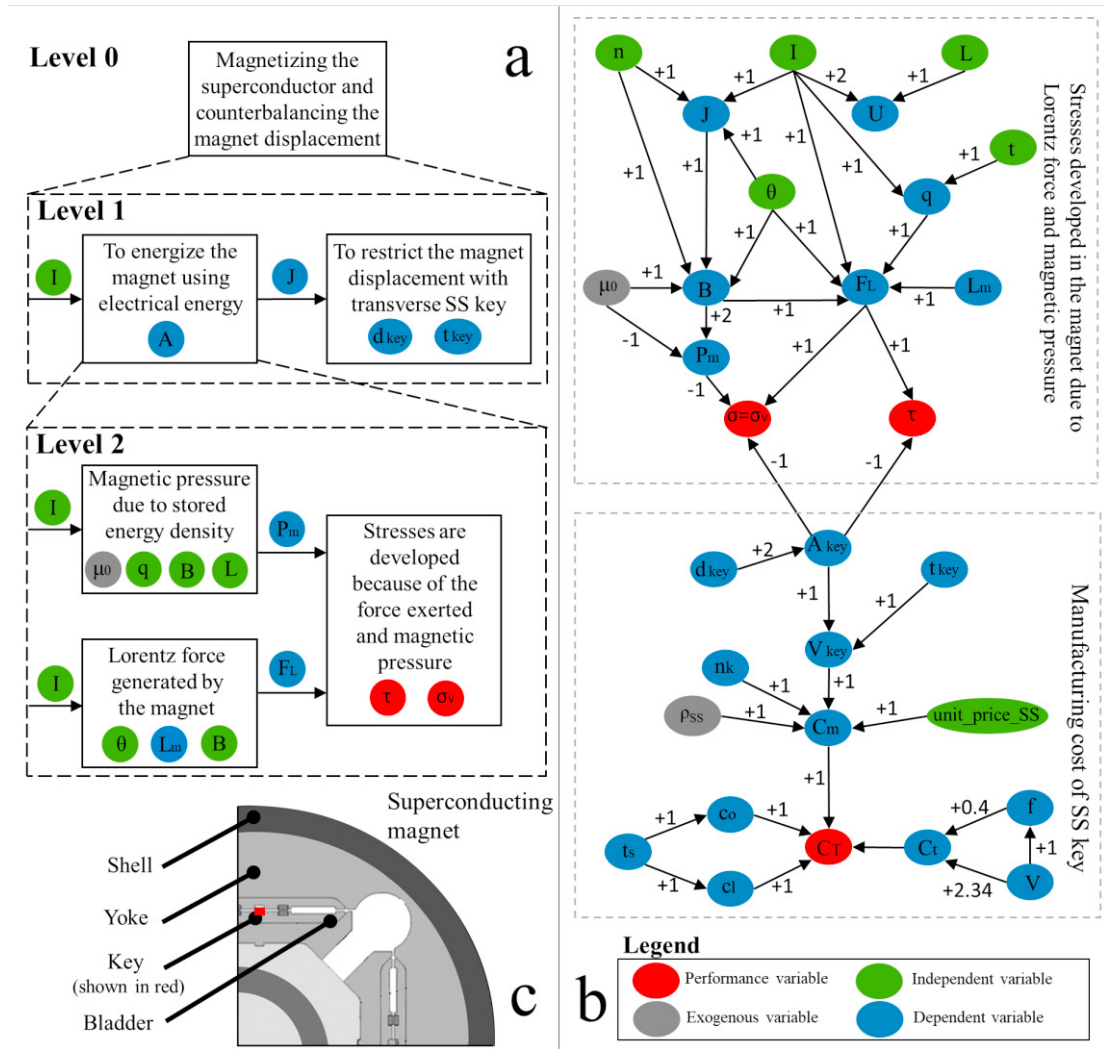 Level 0
Magnetizing the
superconductor and
counterbalancing the
magnet displacement
a
Level 1
I
To energize the
magnet using
electrical energy
A
J
To restrict the magnet
displacement with
transverse SS key
d key
t key
Level 2
I
Magnetic pressure
due to stored
energy density
μ0
q
B
L
Pm
Stresses are
developed
because of the
force exerted
and magnetic
pressure
τ
σv
I
Lorentz force
generated by
the magnet
θ
Lm
B
FL
Superconducting
magnet
Shell
Yoke
Key
(shown in red)
Bladder
c
n
I
L
+1
+1
+2
+1
J
U
t
+1
+1
+1
+1
+1
θ
q
+1
+1
+1
μ0
+1
B
FL
Lm
+1
+1
+2
-1
Pm
+1
+1
-1
σ=σv
τ
-1
-1
Stresses developed in the magnet due to
Lorentz force and magnetic pressure
A key
d key
+2
t key
+1
+1
V key
nk
+1
+1
ρss
+1
Cm
+1
unit_price_SS
+1
co
+1
+1
f
+0.4
ts
CT
Ct
+1
+1
cl
+1
+2.34
V
Manufacturing cost of SS key
b
Legend
Performance variable
Independent variable
Exogenous variable
Dependent variable